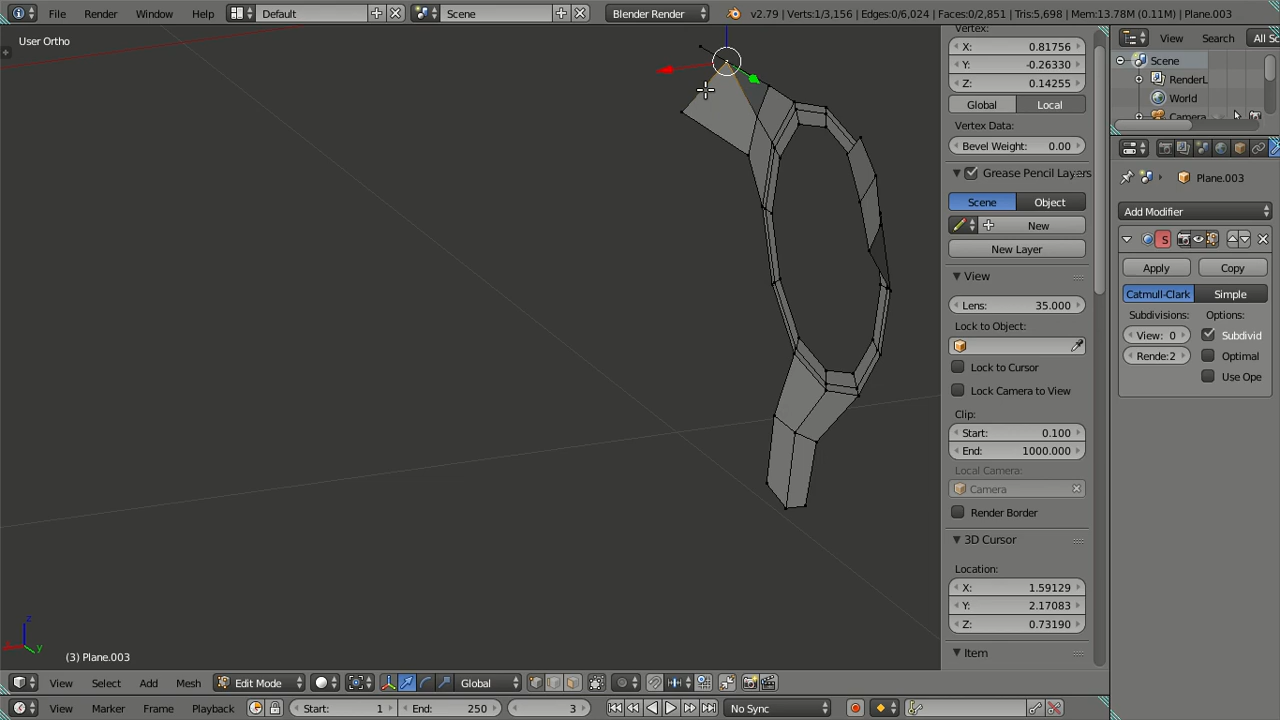 File Render Window Help Default Scene Blender Render v2.79 | Verts:1/3,156 | Edges:0/6,024 | Faces:0/2,851 | Tris:5,698 | Mem:13.78M (0.11M) | Plane.003
User Ortho
Vertex:
X: 0.81756
Y: -0.26330
Z: 0.14255
Global Local
Vertex Data:
Bevel Weight: 0.00
Grease Pencil Layers
Scene Object
New
New Layer
View
Lens: 35.000
Lock to Object:
Lock to Cursor
Lock Camera to View
Clip:
Start: 0.100
End: 1000.000
Local Camera:
Camera
Render Border
3D Cursor
Location:
X: 1.59129
Y: 2.17083
Z: 0.73190
Item
View Search All Sc
Scene
RenderL
World
Camera
Plane.003
Add Modifier
S
Apply Copy
Catmull-Clark Simple
Subdivisions: Options:
View: 0 Subdivid
Rende:2 Optimal
Use Ope
z
y
(3) Plane.003
View Select Add Mesh Edit Mode Global
View Marker Frame Playback Start: 1 End: 250 3 No Sync